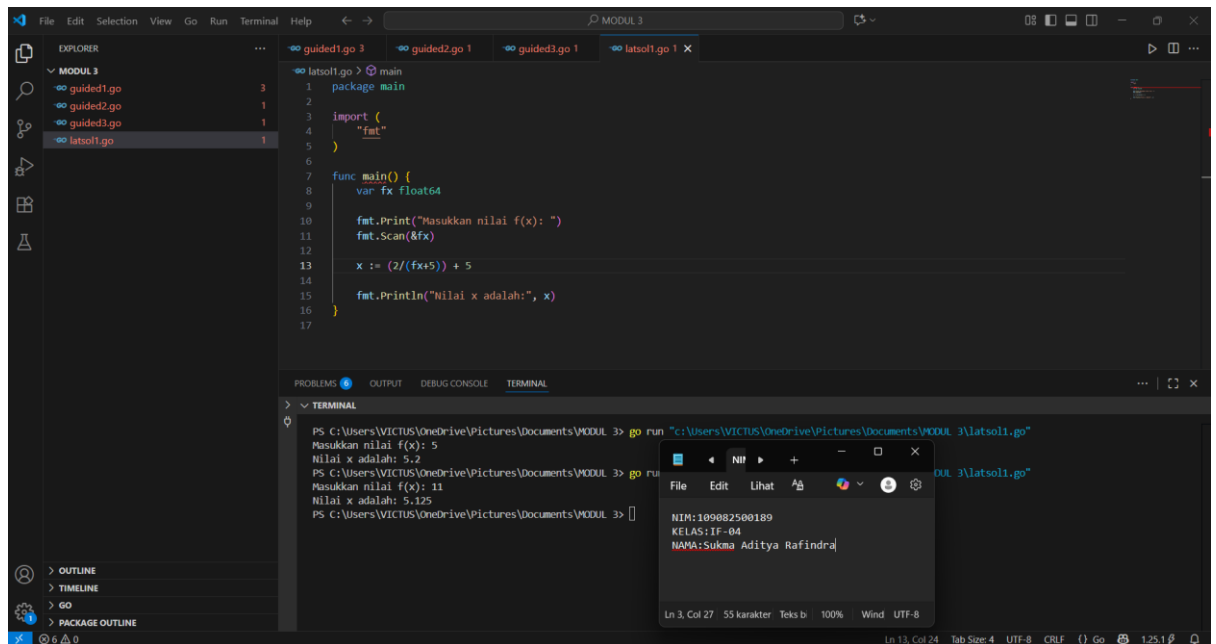 File Edit Selection View Go Run Terminal Help
MODUL 3
EXPLORER
guided1.go 3
guided2.go 1
guided3.go 1
latsol1.go 1
MODUL 3
guided1.go 3
guided2.go 1
guided3.go 1
latsol1.go 1
latsol1.go > main
1 package main
2
3 import (
4 "fmt"
5 )
6
7 func main() {
8 var fx float64
9
10 fmt.Print("Masukkan nilai f(x): ")
11 fmt.Scan(&fx)
12
13 x := (2/(fx+5)) + 5
14
15 fmt.Println("Nilai x adalah:", x)
16 }
17
PROBLEMS 6 OUTPUT DEBUG CONSOLE TERMINAL
TERMINAL
PS C:\Users\VICTUS\OneDrive\Pictures\Documents\MODUL 3> go run "c:\Users\VICTUS\OneDrive\Pictures\Documents\MODUL 3\latsol1.go"
Masukkan nilai f(x): 5
Nilai x adalah: 5.2
PS C:\Users\VICTUS\OneDrive\Pictures\Documents\MODUL 3> go ru DUL 3\latsol1.go"
Masukkan nilai f(x): 11
Nilai x adalah: 5.125
PS C:\Users\VICTUS\OneDrive\Pictures\Documents\MODUL 3>
NIM
File Edit Lihat
NIM:109082500189
KELAS:IF-04
NAMA:Sukma Aditya Rafindra
Ln 3, Col 27 55 karakter Teks bi 100% Wind UTF-8
OUTLINE
TIMELINE
GO
PACKAGE OUTLINE
6 0
Ln 13, Col 24 Tab Size: 4 UTF-8 CRLF {} Go 1.25.1